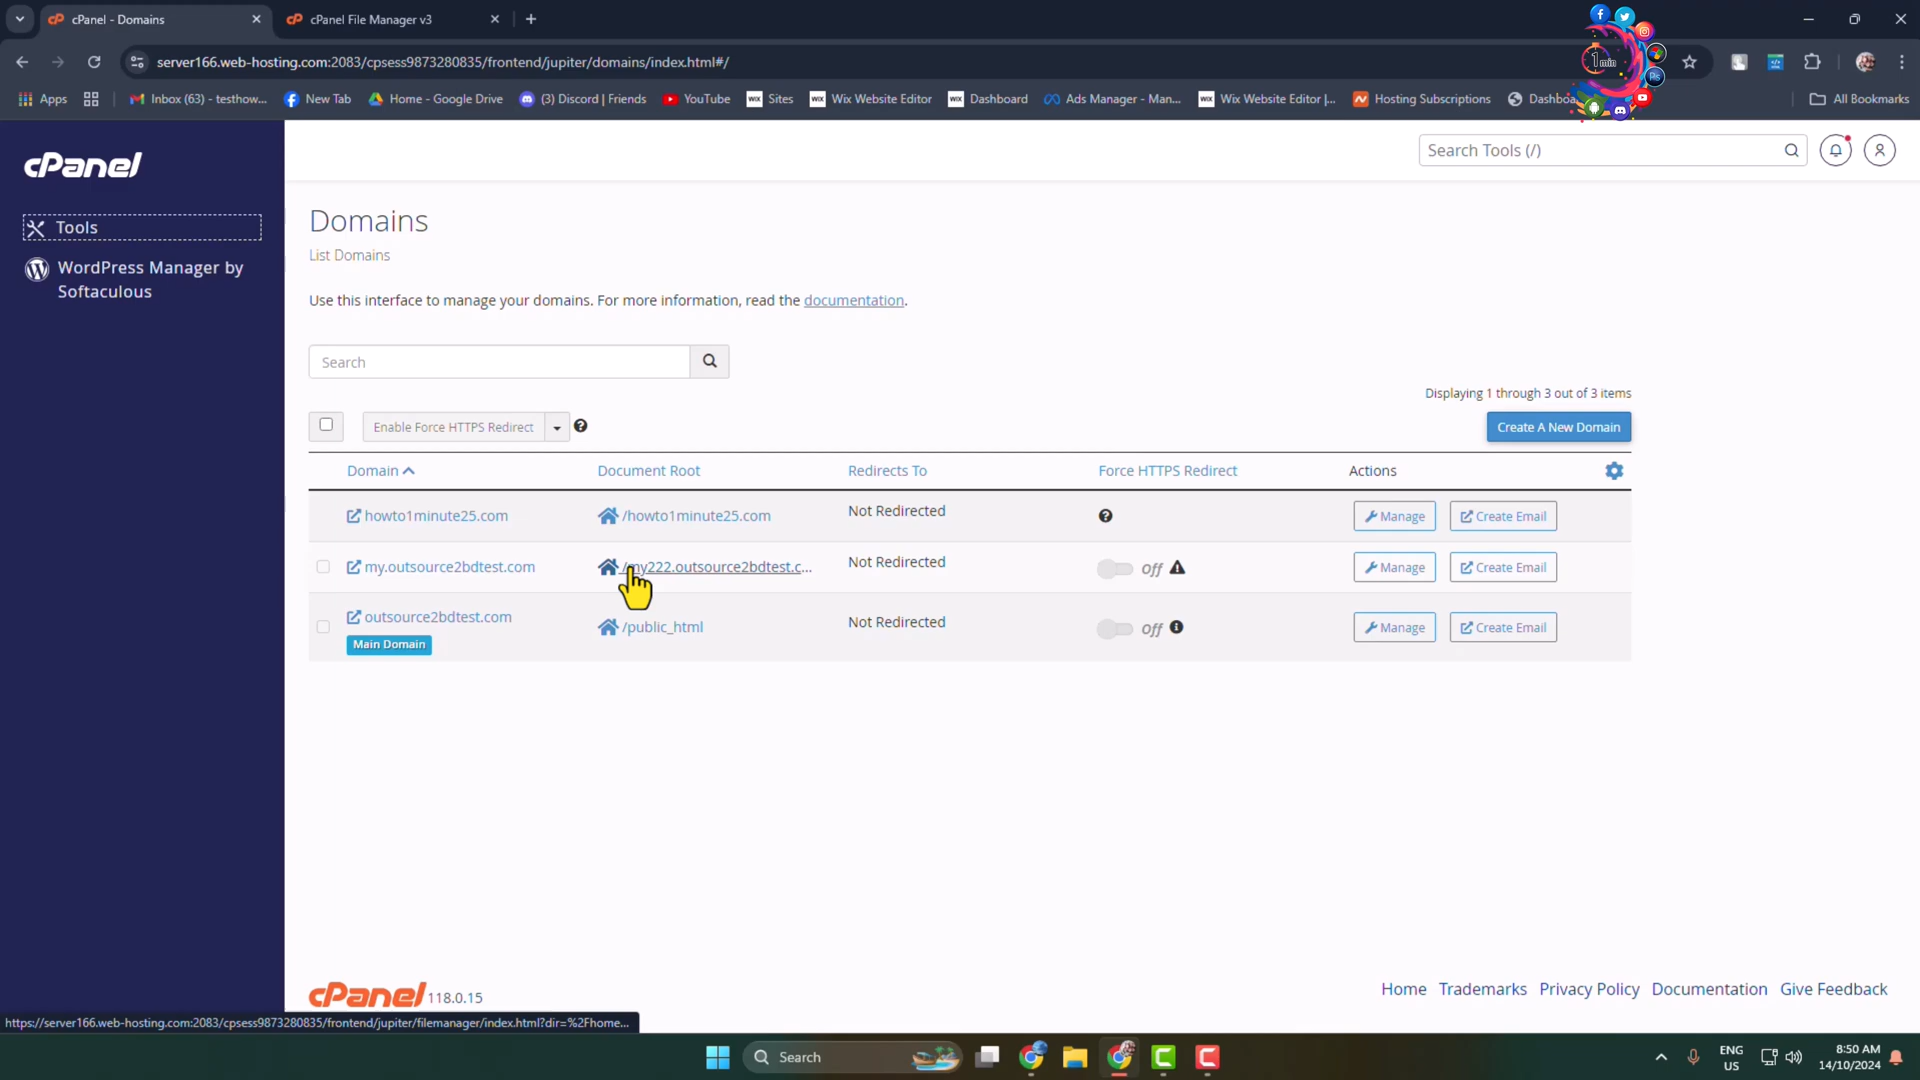 cPanel - Domains
cPanel File Manager v3
server166.web-hosting.com:2083/cpsess9873280835/frontend/jupiter/domains/index.html#/
1min
Ps
Apps
Inbox (63) - testhow...
New Tab
Home - Google Drive
(3) Discord | Friends
YouTube
WIX Sites
WIX Wix Website Editor
WIX Dashboard
Ads Manager - Man...
WIX Wix Website Editor |...
Hosting Subscriptions
All Bookmarks
cPanel
Search Tools (/)
Tools
WordPress Manager by
Softaculous
Domains
List Domains
Use this interface to manage your domains. For more information, read the documentation.
Search
Displaying 1 through 3 out of 3 items
Enable Force HTTPS Redirect
Create A New Domain
Domain Document Root Redirects To Force HTTPS Redirect Actions
howto1minute25.com /howto1minute25.com Not Redirected Manage Create Email
my.outsource2bdtest.com /my222.outsource2bdtest.c... Not Redirected Off Manage Create Email
outsource2bdtest.com /public_html Not Redirected Off Manage Create Email
Main Domain
cPanel 118.0.15
Home Trademarks Privacy Policy Documentation Give Feedback
https://server166.web-hosting.com:2083/cpsess9873280835/frontend/jupiter/filemanager/index.html?dir=%2Fhome...
Search
ENG
US
8:50 AM
14/10/2024